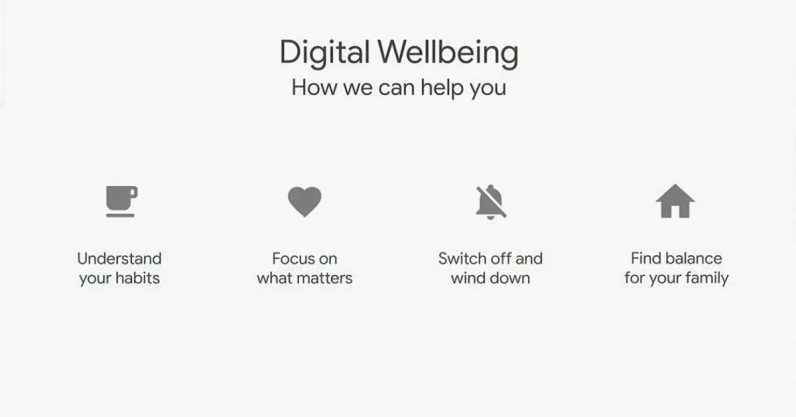 Digital Wellbeing
How we can help you
Understand
your habits
Focus on
what matters
Switch off and
wind down
Find balance
for your family